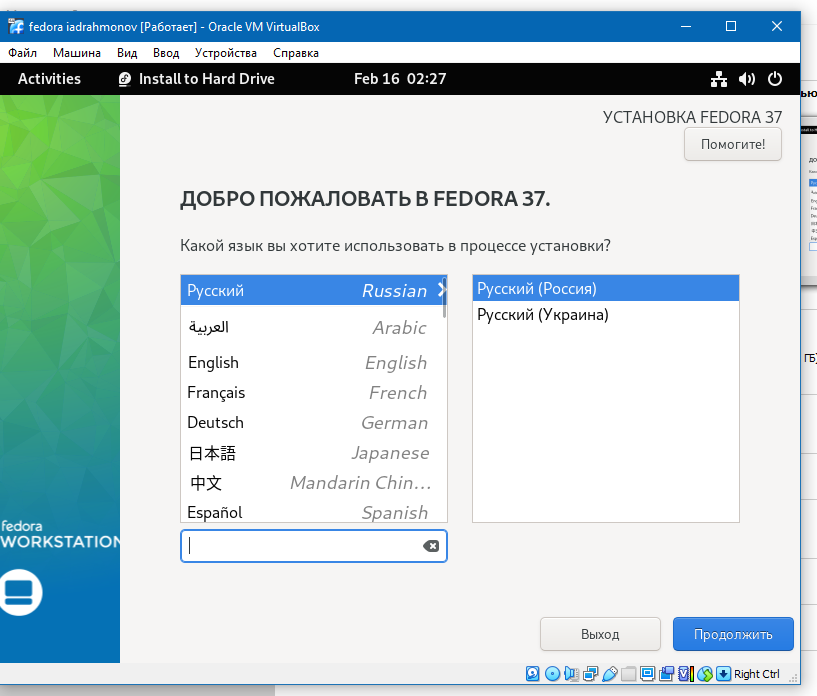 fedora iadrahmonov [Работает] - Oracle VM VirtualBox
Файл Машина Вид Ввод Устройства Справка
Activities Install to Hard Drive Feb 16 02:27
УСТАНОВКА FEDORA 37
Помогите!
ДОБРО ПОЖАЛОВАТЬ В FEDORA 37.
Какой язык вы хотите использовать в процессе установки?
Русский Russian
العربية Arabic
English English
Français French
Deutsch German
日本語 Japanese
中文 Mandarin Chin...
Español Spanish
Русский (Россия)
Русский (Украина)
fedora
WORKSTATION
Выход Продолжить
Right Ctrl